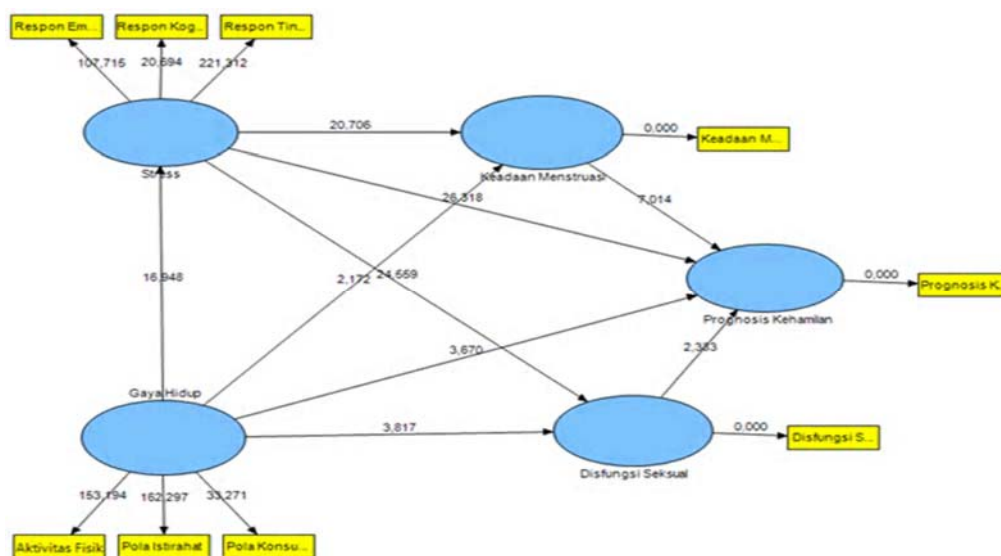 Respon Em...
Respon Kog...
Respon Tin...
107,715
20,694
221,312
Stress
20,706
Keadaan Menstruasi
0,000
Keadaan M...
26,318
7,014
16,948
2,172
24,559
Prognosis Kehamilan
0,000
Prognosis K...
3,670
2,333
Gaya Hidup
3,817
Disfungsi Seksual
0,000
Disfungsi S...
153,194
162,297
33,271
Aktivitas Fisik
Pola Istirahat
Pola Konsu...